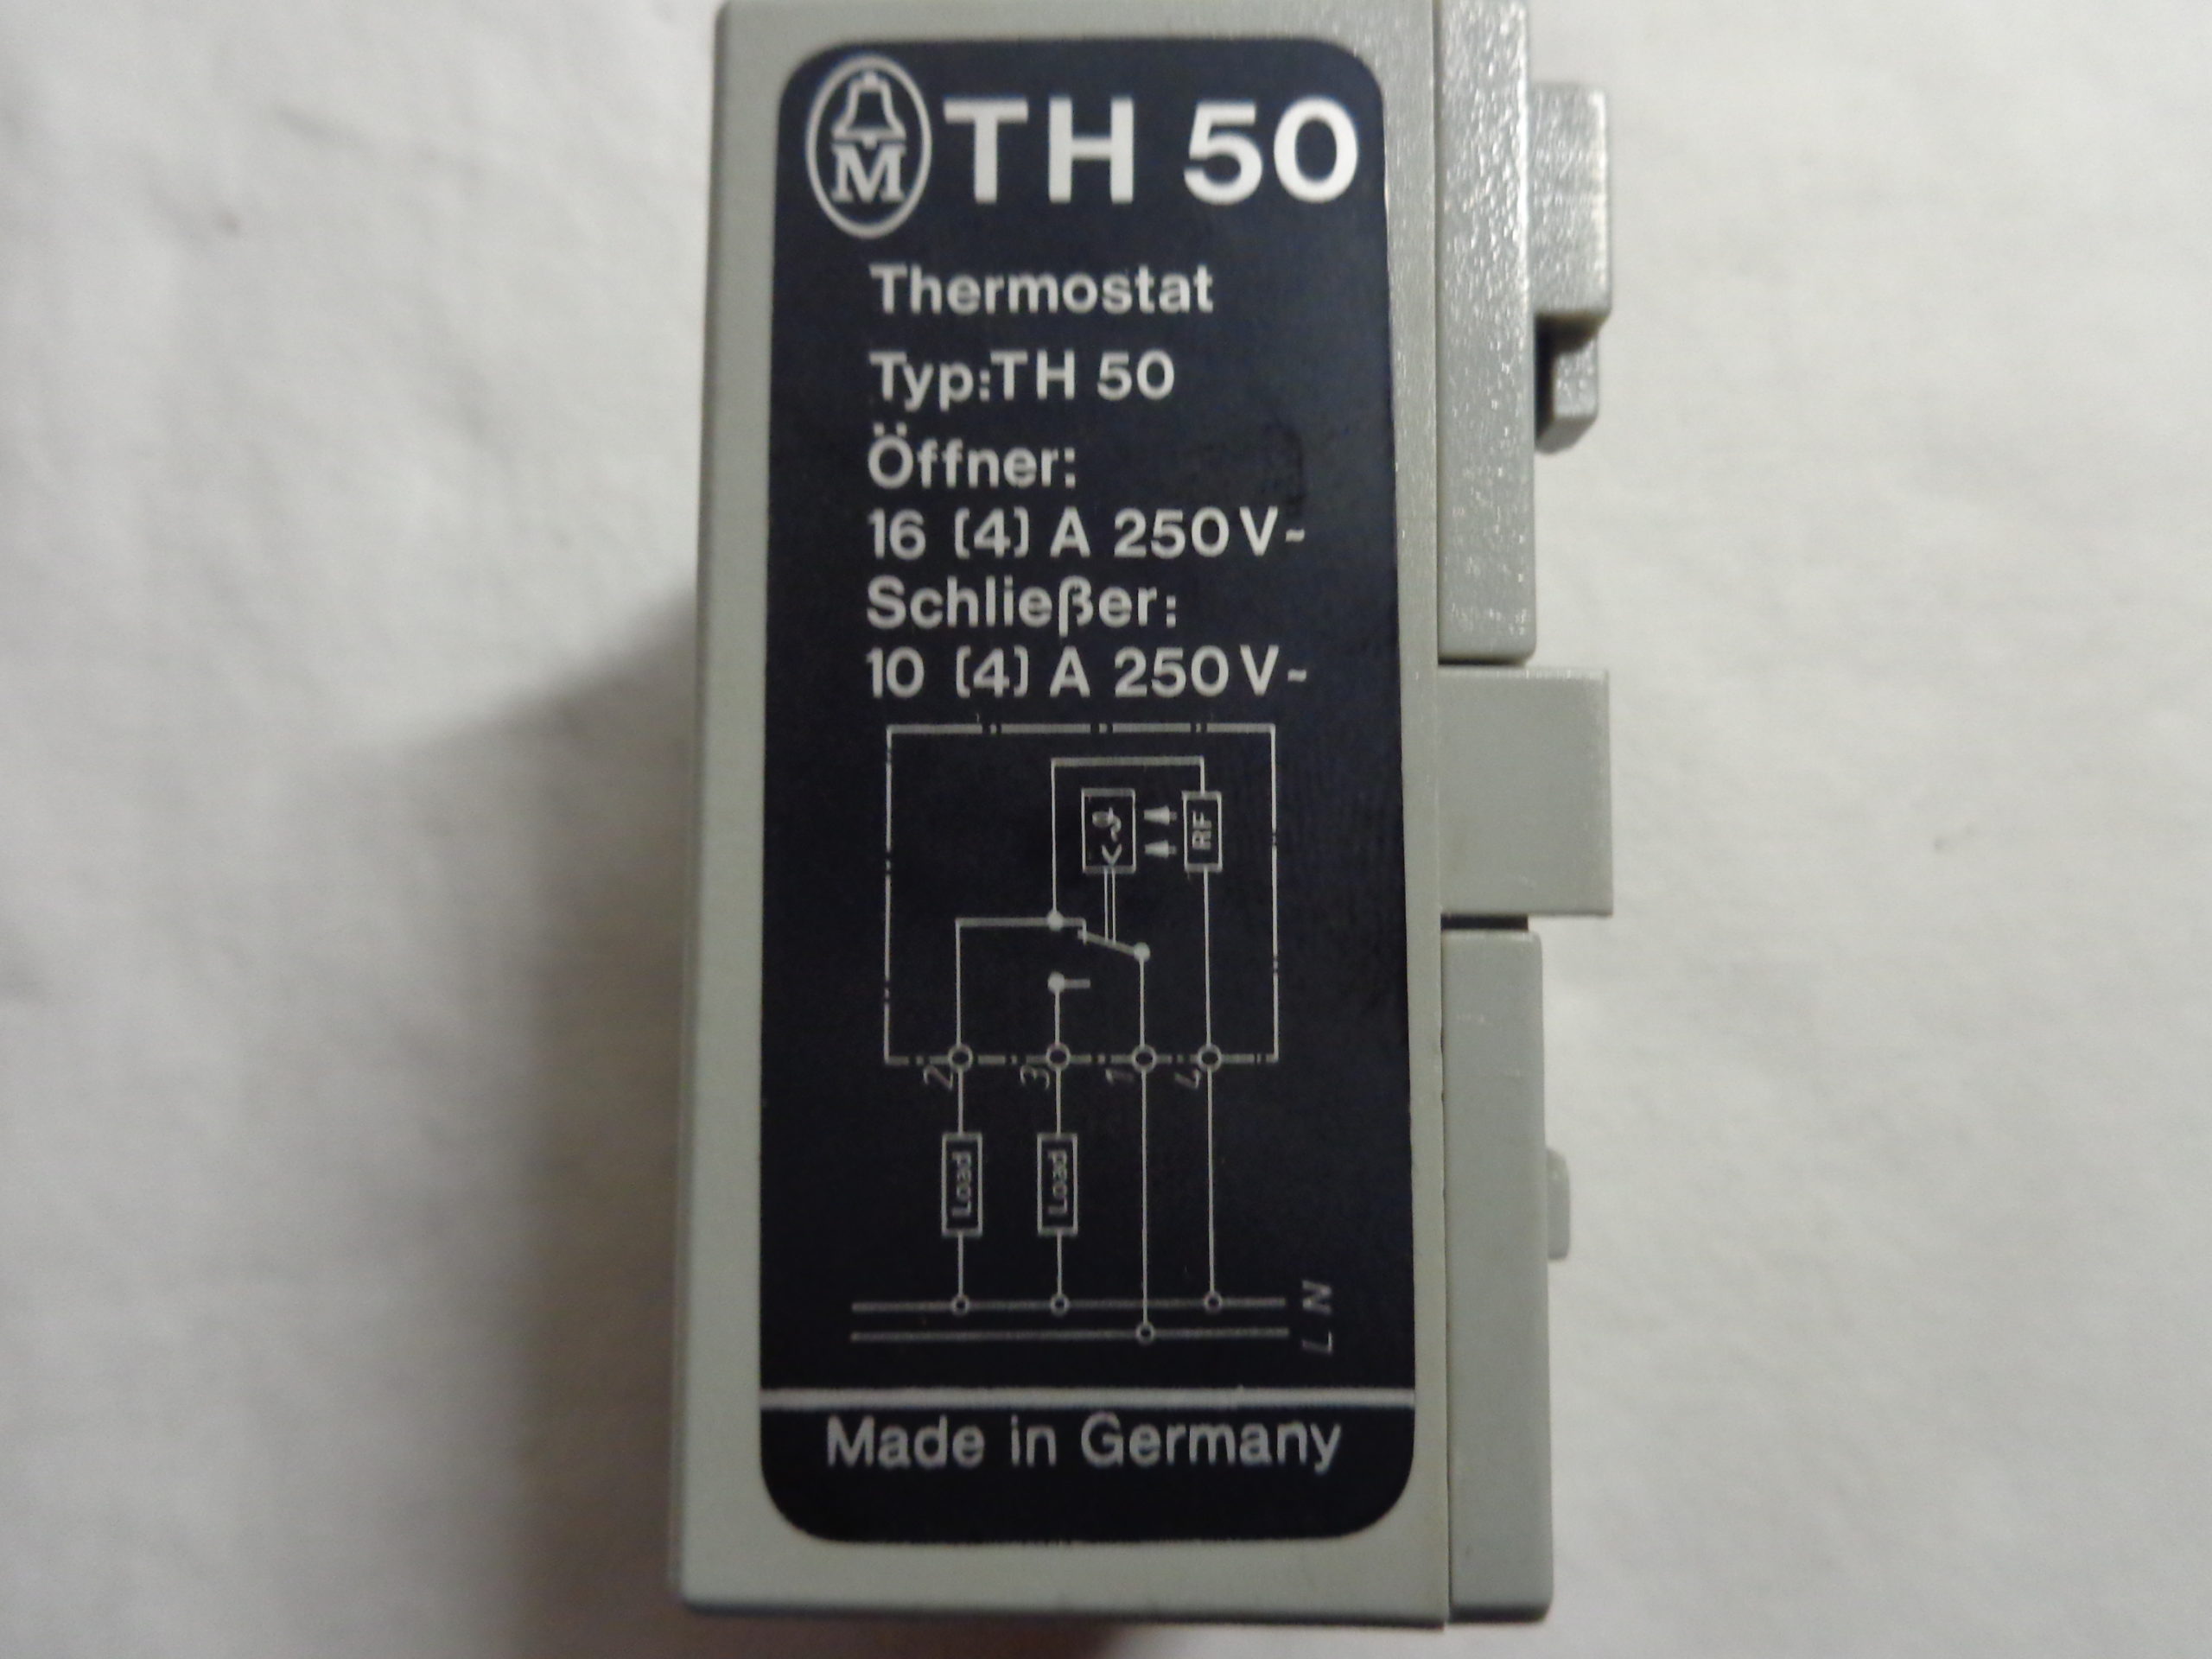 M
TH 50
Thermostat
Typ:TH 50
Öffner:
16 (4) A 250V~
Schließer:
10 (4) A 250V~
<ϑ
RF
2 3 1 4
Load Load
N
L
Made in Germany